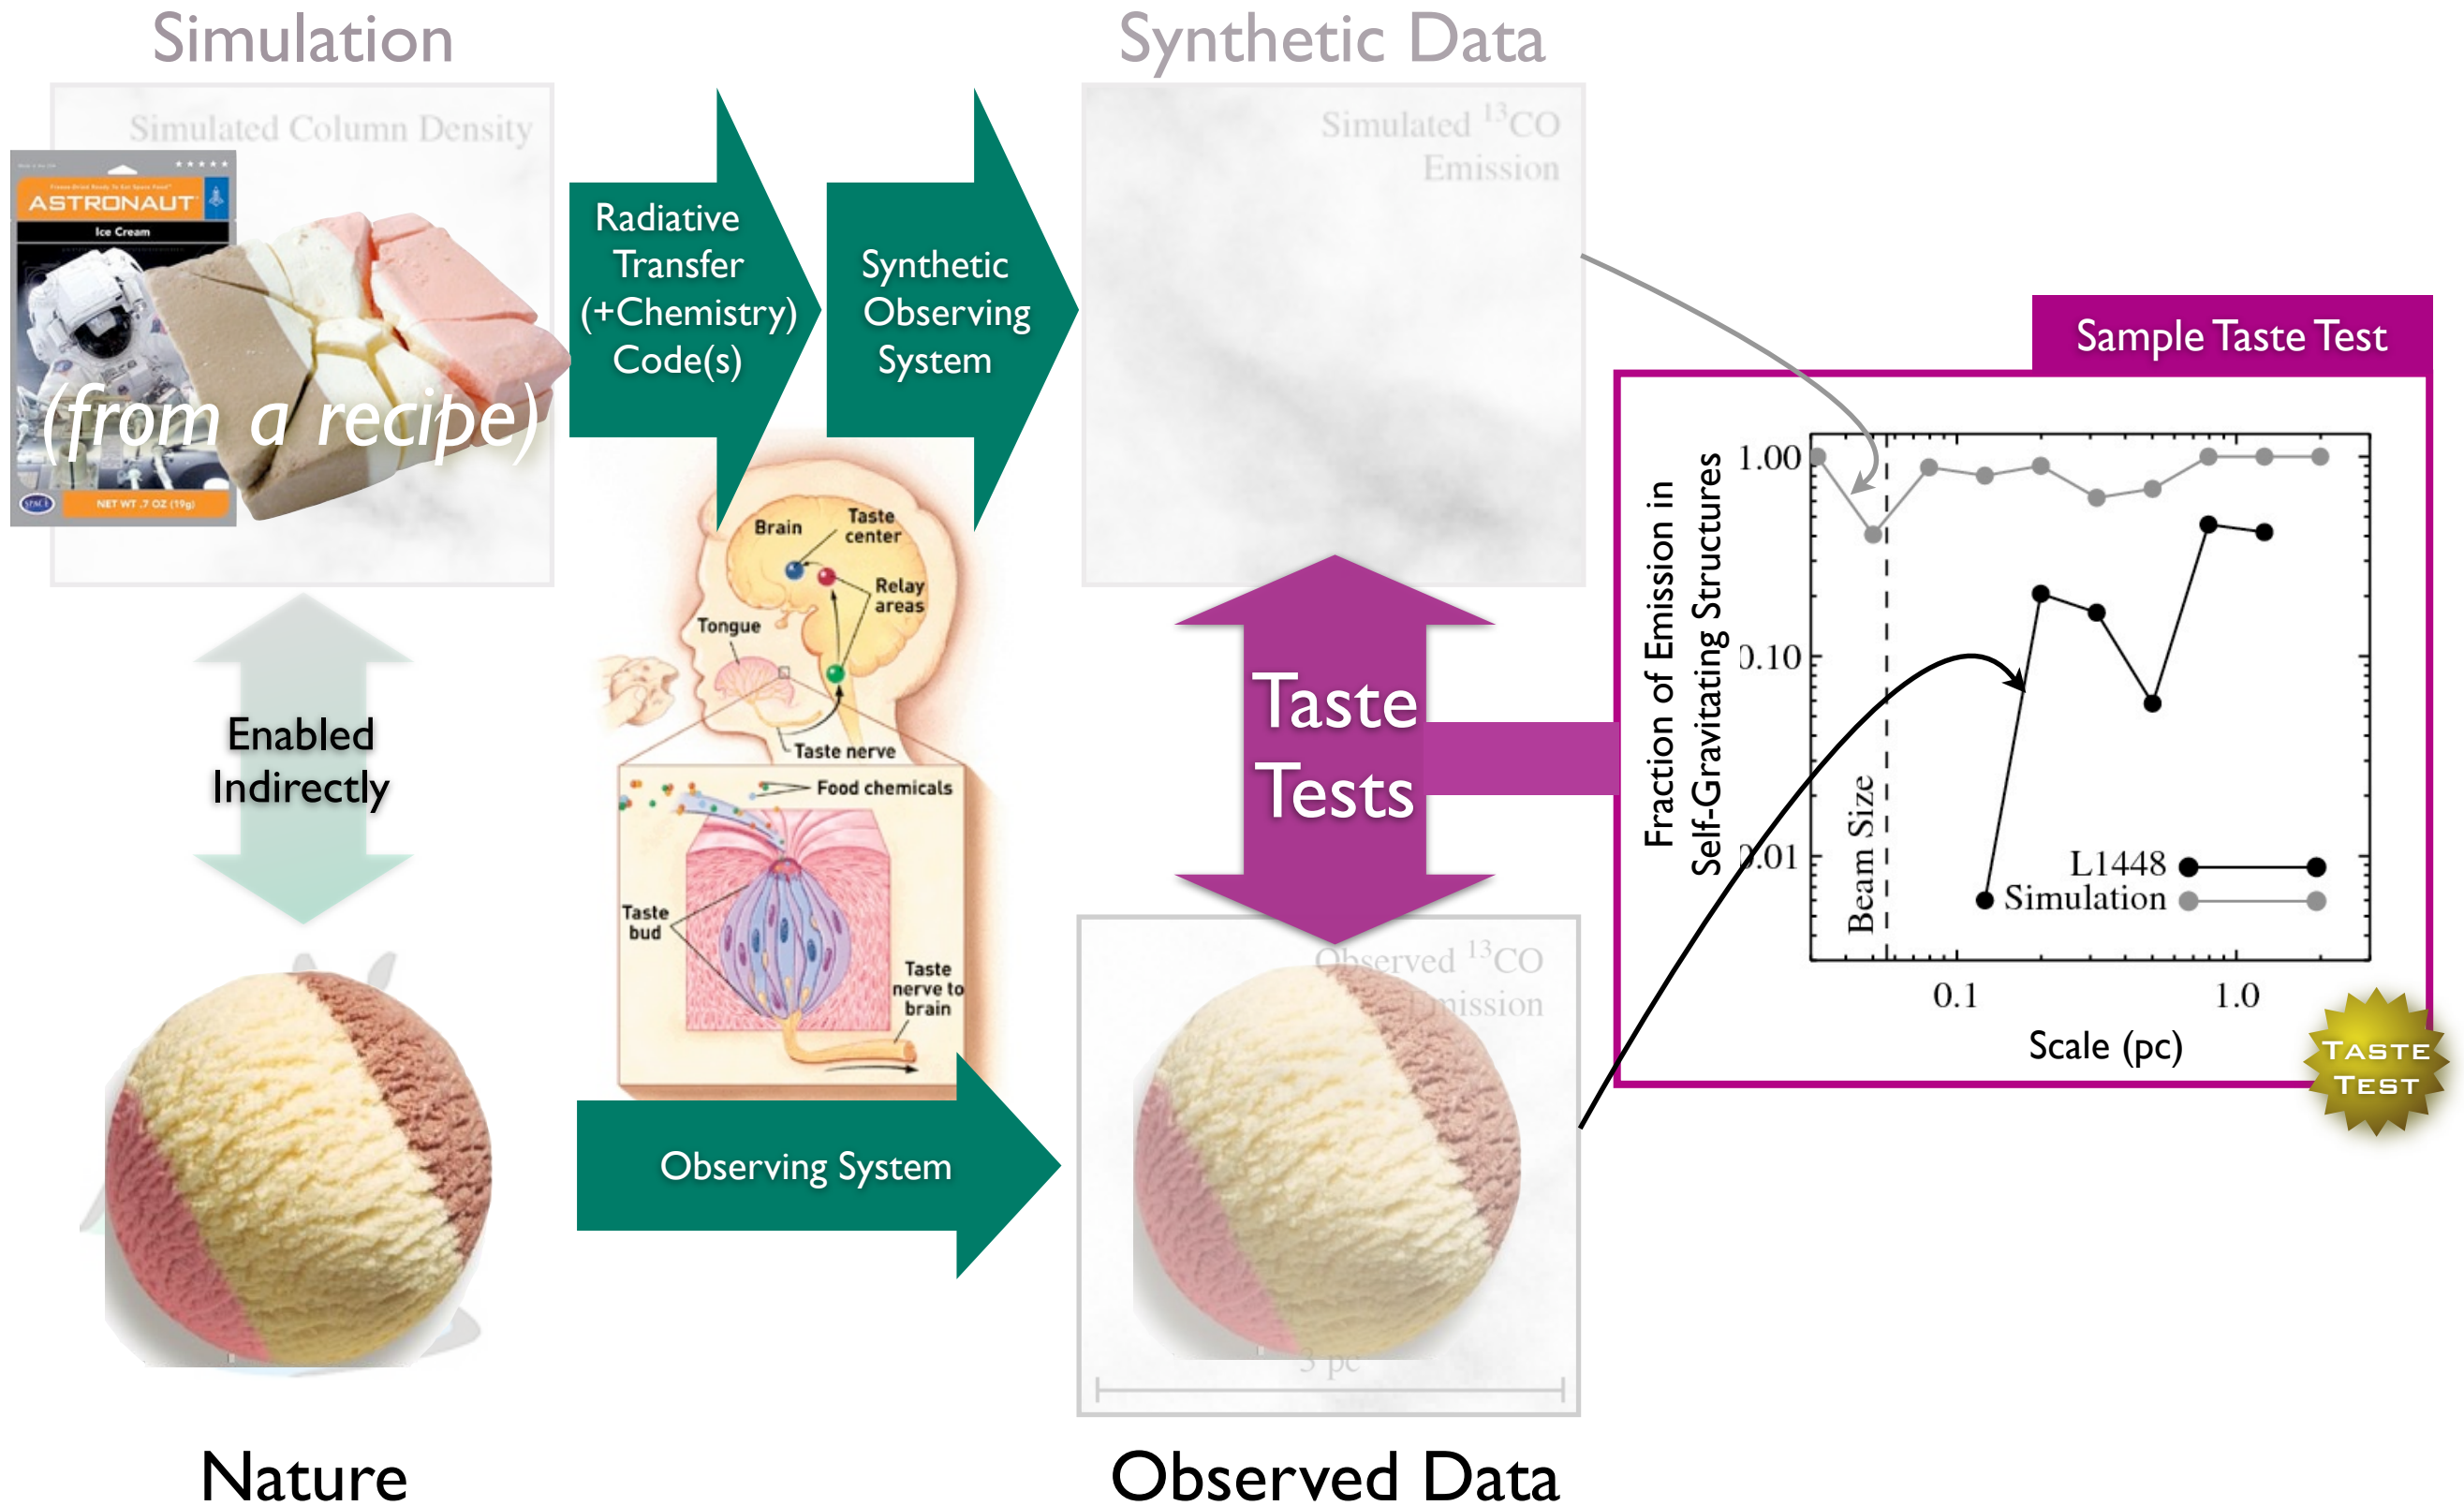 Simulation
Synthetic Data
Simulated Column Density
Simulated ¹³CO
Emission
ASTRONAUT
Ice Cream
(from a recipe)
SPACE
NET WT .7 OZ (19g)
Radiative
Transfer
(+Chemistry)
Code(s)
Synthetic
Observing
System
Sample Taste Test
Brain
Taste
center
Relay
areas
Tongue
Taste nerve
Food chemicals
Taste
bud
Taste
nerve to
brain
Enabled
Indirectly
Taste
Tests
Fraction of Emission in
Self-Gravitating Structures
1.00
0.10
0.01
Beam Size
L1448
Simulation
0.1
1.0
Scale (pc)
TASTE
TEST
Observing System
Observed ¹³CO
Emission
3 pc
Nature
Observed Data